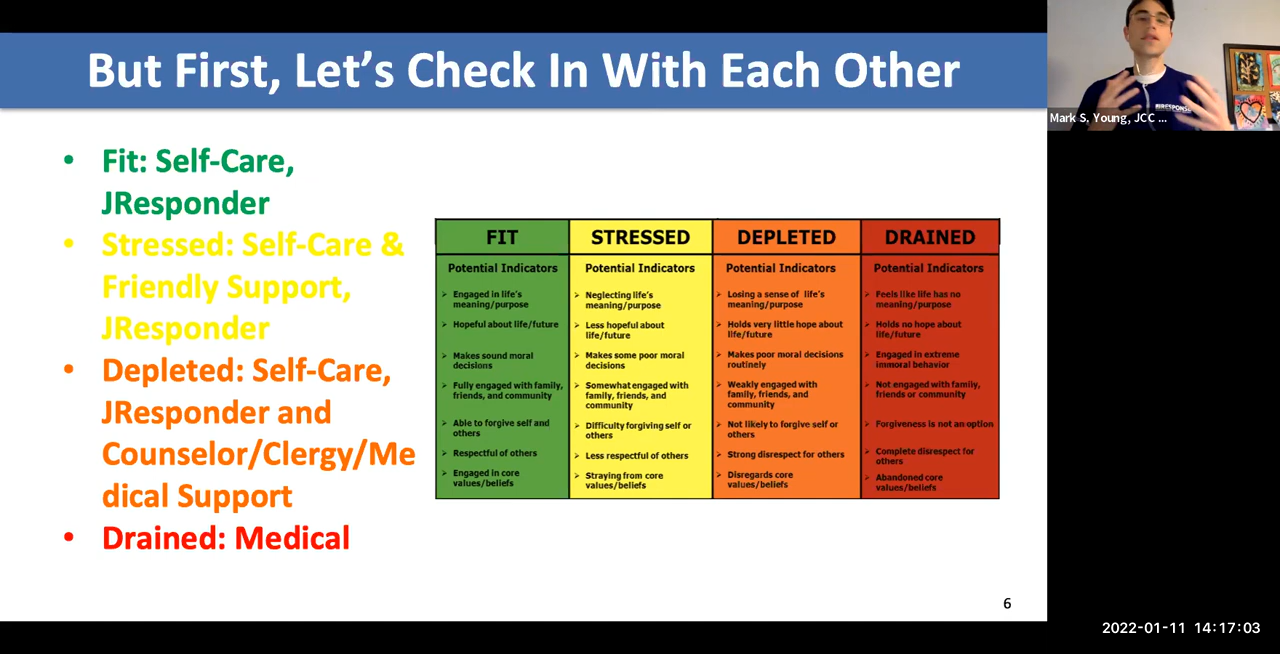 But First, Let's Check In With Each Other
Mark S. Young, JCC ...
RESPONSE
• Fit: Self-Care,
JResponder
• Stressed: Self-Care &
Friendly Support,
JResponder
• Depleted: Self-Care,
JResponder and
Counselor/Clergy/Me
dical Support
• Drained: Medical
FIT
Potential Indicators
➢ Engaged in life's
meaning/purpose
➢ Hopeful about life/future
➢ Makes sound moral
decisions
➢ Fully engaged with family,
friends, and community
➢ Able to forgive self and
others
➢ Respectful of others
➢ Engaged in core
values/beliefs
STRESSED
Potential Indicators
➢ Neglecting life's
meaning/purpose
➢ Less hopeful about
life/future
➢ Makes some poor moral
decisions
➢ Somewhat engaged with
family, friends, and
community
➢ Difficulty forgiving self or
others
➢ Less respectful of others
➢ Straying from core
values/beliefs
DEPLETED
Potential Indicators
➢ Losing a sense of life's
meaning/purpose
➢ Holds very little hope about
life/future
➢ Makes poor moral decisions
routinely
➢ Weakly engaged with
family, friends, and
community
➢ Not likely to forgive self or
others
➢ Strong disrespect for others
➢ Disregards core
values/beliefs
DRAINED
Potential Indicators
➢ Feels like life has no
meaning/purpose
➢ Holds no hope about
life/future
➢ Engaged in extreme
immoral behavior
➢ Not engaged with family,
friends or community
➢ Forgiveness is not an option
➢ Complete disrespect for
others
➢ Abandoned core
values/beliefs
6
2022-01-11 14:17:03